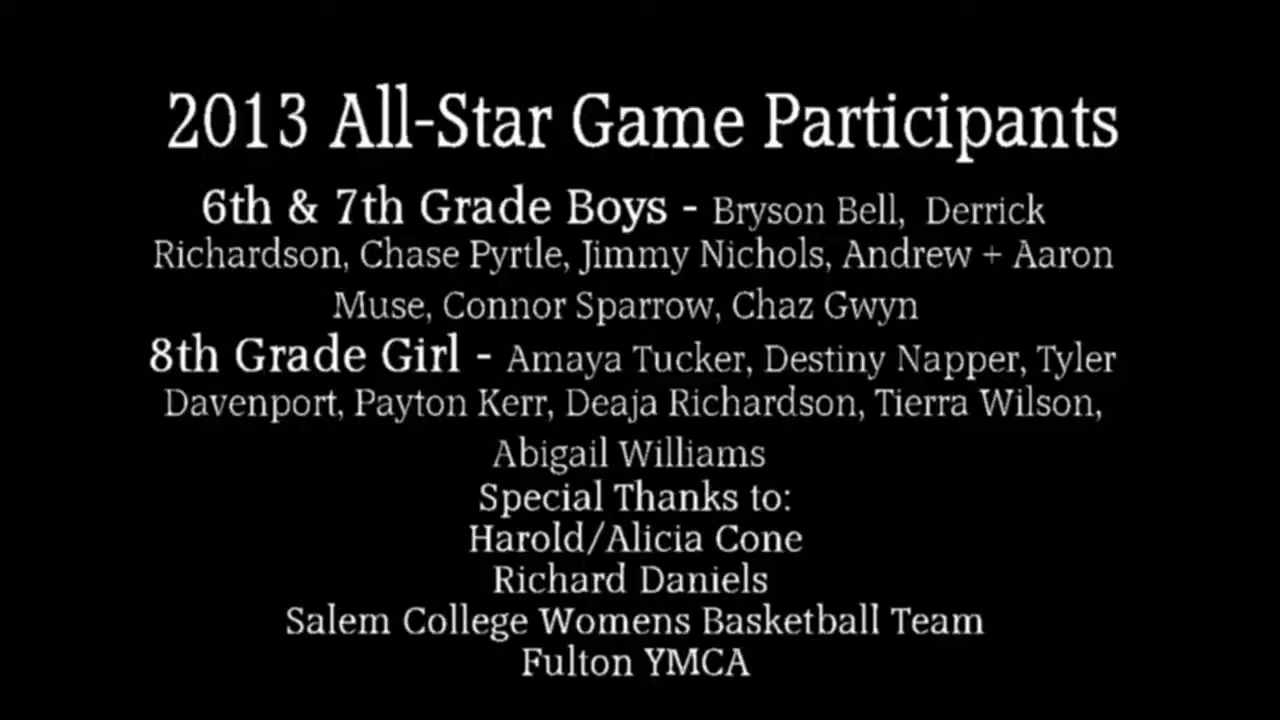 2013 All-Star Game Participants
6th & 7th Grade Boys - Bryson Bell, Derrick
Richardson, Chase Pyrtle, Jimmy Nichols, Andrew + Aaron
Muse, Connor Sparrow, Chaz Gwyn
8th Grade Girl - Amaya Tucker, Destiny Napper, Tyler
Davenport, Payton Kerr, Deaja Richardson, Tierra Wilson,
Abigail Williams
Special Thanks to:
Harold/Alicia Cone
Richard Daniels
Salem College Womens Basketball Team
Fulton YMCA